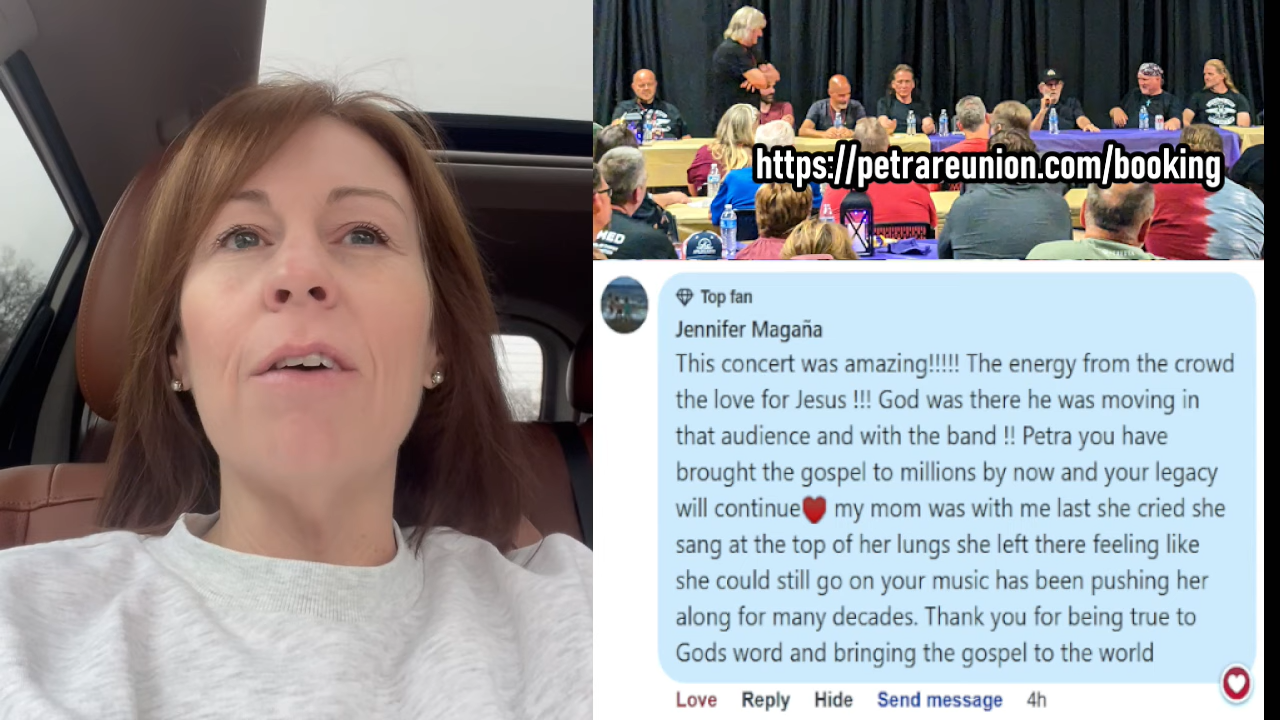 https://petrareunion.com/booking
MED
Top fan
Jennifer Magaña
This concert was amazing!!!!! The energy from the crowd
the love for Jesus !!! God was there he was moving in
that audience and with the band !! Petra you have
brought the gospel to millions by now and your legacy
will continue❤️ my mom was with me last she cried she
sang at the top of her lungs she left there feeling like
she could still go on your music has been pushing her
along for many decades. Thank you for being true to
Gods word and bringing the gospel to the world
Love Reply Hide Send message 4h